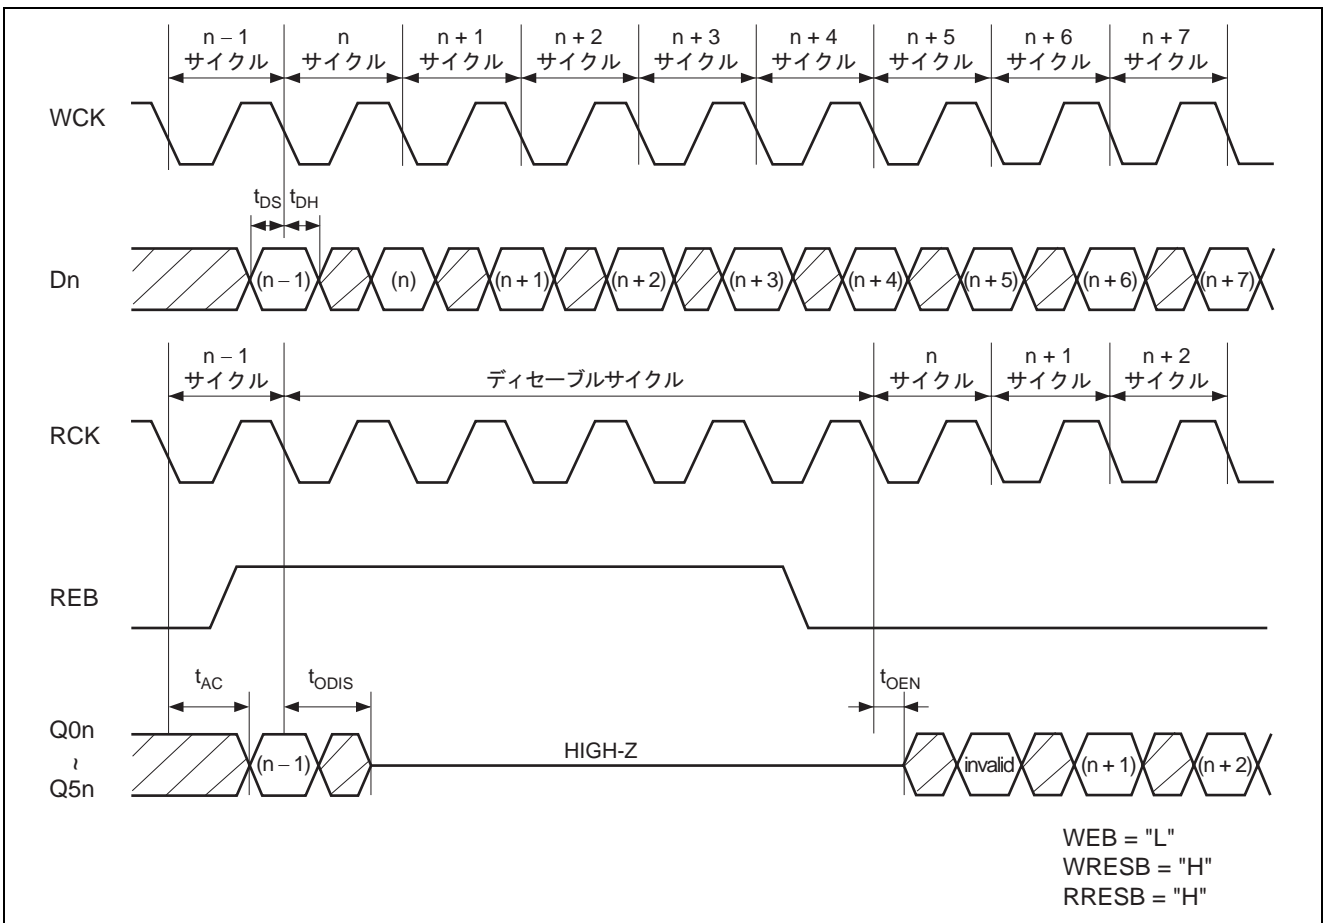 n – 1 n n + 1 n + 2 n + 3 n + 4 n + 5 n + 6 n + 7
サイクル サイクル サイクル サイクル サイクル サイクル サイクル サイクル サイクル
WCK
tDS tDH
Dn (n – 1) (n) (n + 1) (n + 2) (n + 3) (n + 4) (n + 5) (n + 6) (n + 7)
n – 1 n n + 1 n + 2
サイクル ディセーブルサイクル サイクル サイクル サイクル
RCK
REB
tAC tODIS tOEN
Q0n
~
Q5n
(n – 1) HIGH-Z invalid (n + 1) (n + 2)
WEB = "L"
WRESB = "H"
RRESB = "H"